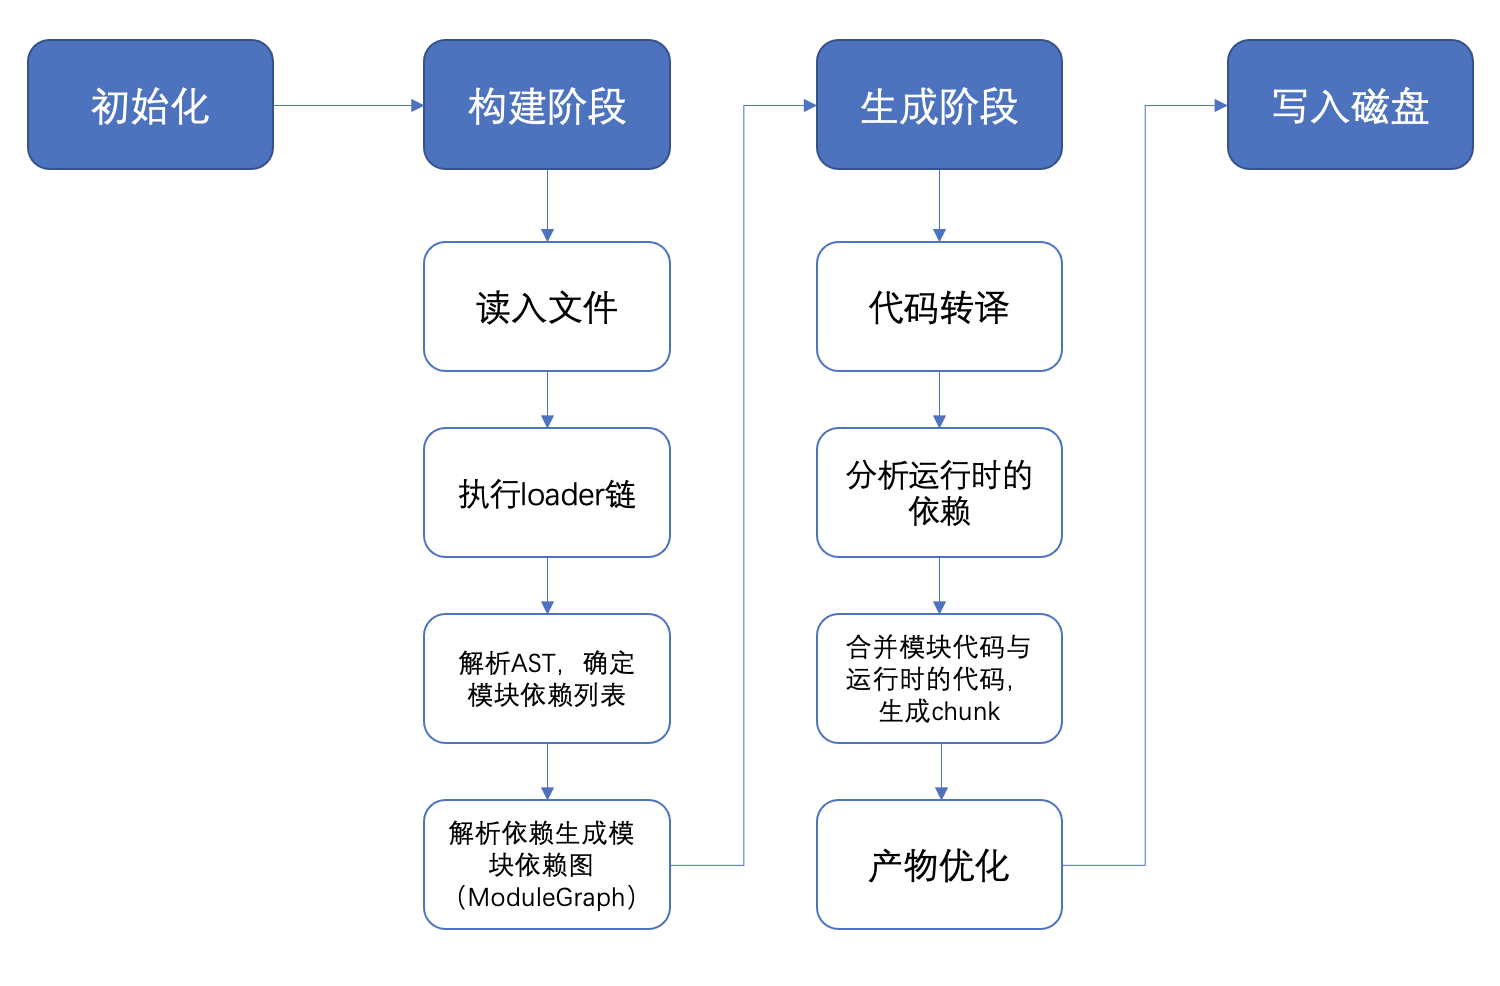 初始化
构建阶段
生成阶段
写入磁盘
读入文件
执行loader链
解析AST，确定
模块依赖列表
解析依赖生成模
块依赖图
（ModuleGraph）
代码转译
分析运行时的
依赖
合并模块代码与
运行时的代码，
生成chunk
产物优化